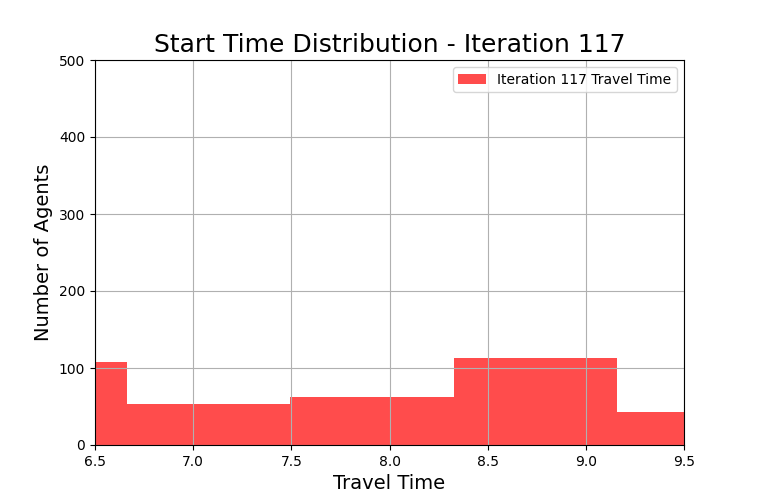 Start Time Distribution - Iteration 117
Iteration 117 Travel Time
Number of Agents
500
400
300
200
100
0
6.5 7.0 7.5 8.0 8.5 9.0 9.5
Travel Time